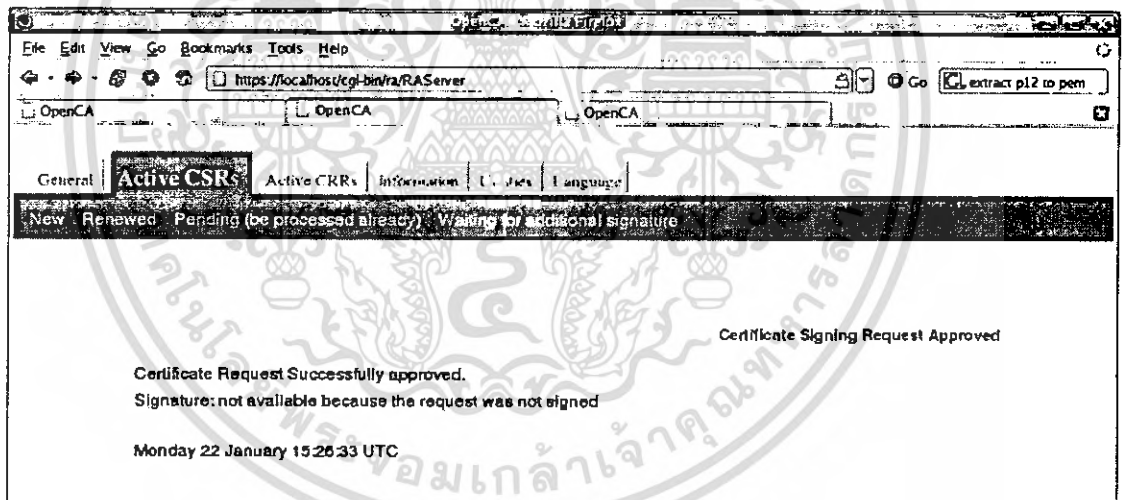 File Edit View Go Bookmarks Tools Help
https://localhost/cgi-bin/ra/RAServer Go extract p12 to pem
OpenCA OpenCA OpenCA
General Active CSRs Active CRRs Information Language
New Renewed Pending (be processed already) Waiting for additional signature
Certificate Signing Request Approved
Certificate Request Successfully approved.
Signature: not available because the request was not signed
Monday 22 January 15:26:33 UTC